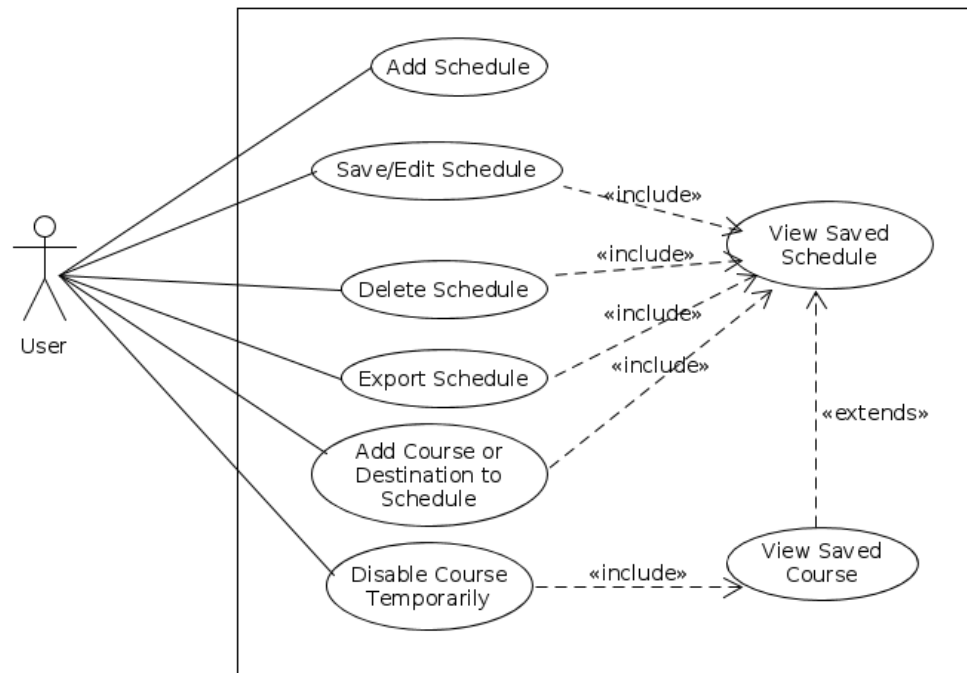 Add Schedule
Save/Edit Schedule
«include»
View Saved
Schedule
«include»
Delete Schedule
«include»
User
Export Schedule
«include»
«extends»
Add Course or
Destination to
Schedule
View Saved
Course
Disable Course
Temporarily
«include»